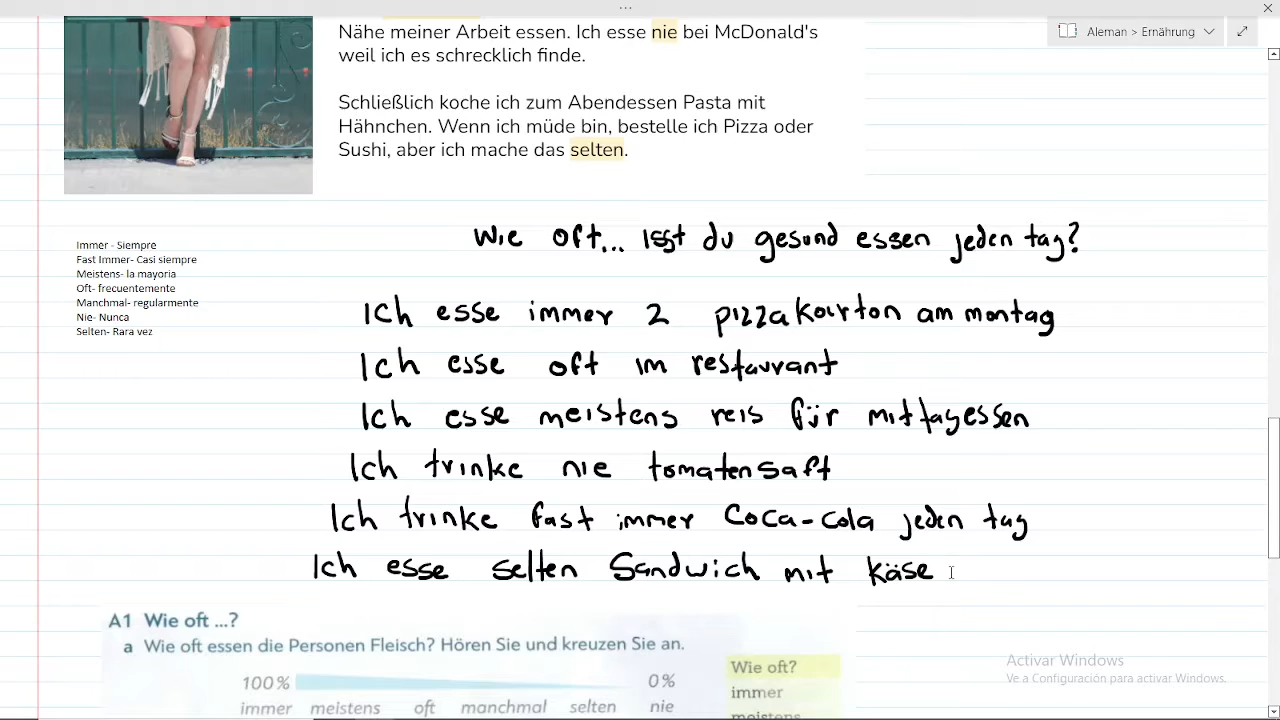 Nähe meiner Arbeit essen. Ich esse nie bei McDonald's
weil ich es schrecklich finde.
Aleman > Ernährung
Schließlich koche ich zum Abendessen Pasta mit
Hähnchen. Wenn ich müde bin, bestelle ich Pizza oder
Sushi, aber ich mache das selten.
Wie oft... isst du gesund essen jeden tag?
Immer - Siempre
Fast Immer- Casi siempre
Meistens- la mayoria
Oft- frecuentemente
Manchmal- regularmente
Nie- Nunca
Selten- Rara vez
Ich esse immer 2 pizzakarton am montag
Ich esse oft im restaurant
Ich esse meistens reis für mittagessen
Ich trinke nie tomatensaft
Ich trinke fast immer Coca-Cola jeden tag
Ich esse selten Sandwich mit käse
A1 Wie oft ...?
a Wie oft essen die Personen Fleisch? Hören Sie und kreuzen Sie an.
100% 0%
immer meistens oft manchmal selten nie
Wie oft?
immer
meistens
Activar Windows
Ve a Configuración para activar Windows.